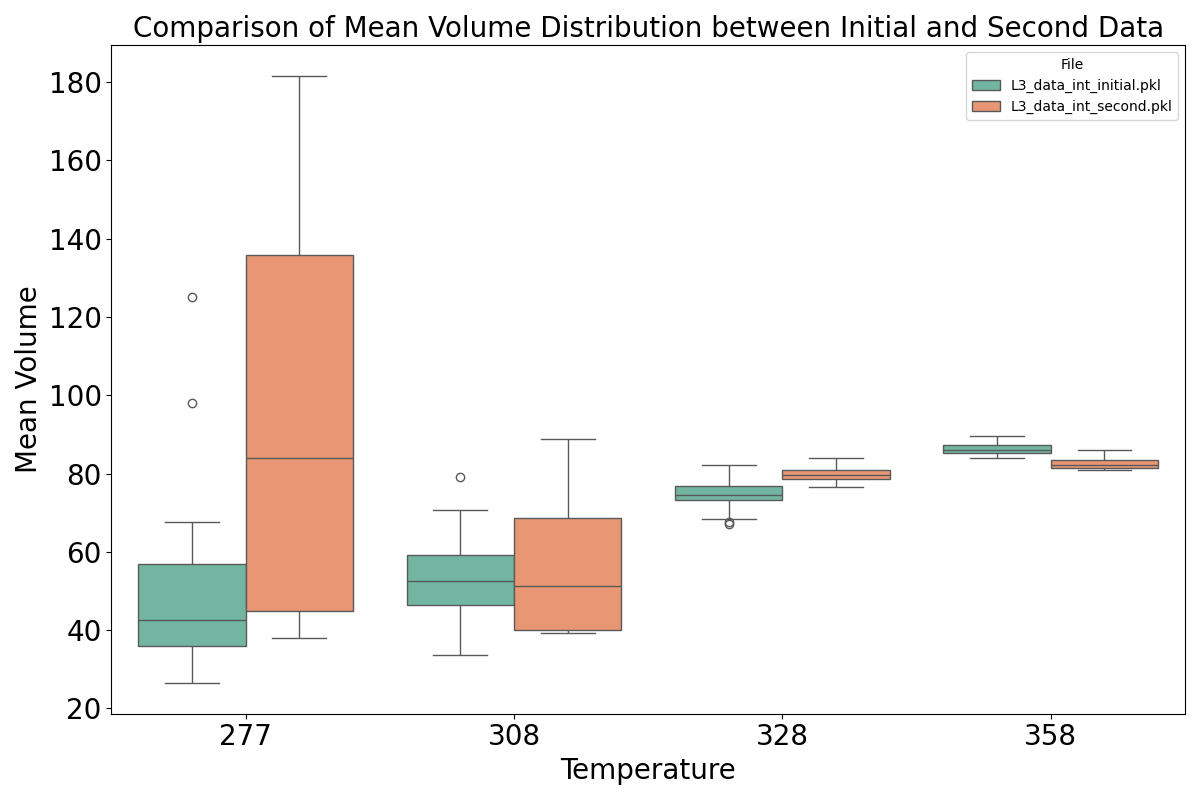 Comparison of Mean Volume Distribution between Initial and Second Data
File
L3_data_int_initial.pkl
L3_data_int_second.pkl
Mean Volume
180
160
140
120
100
80
60
40
20
277 308 328 358
Temperature